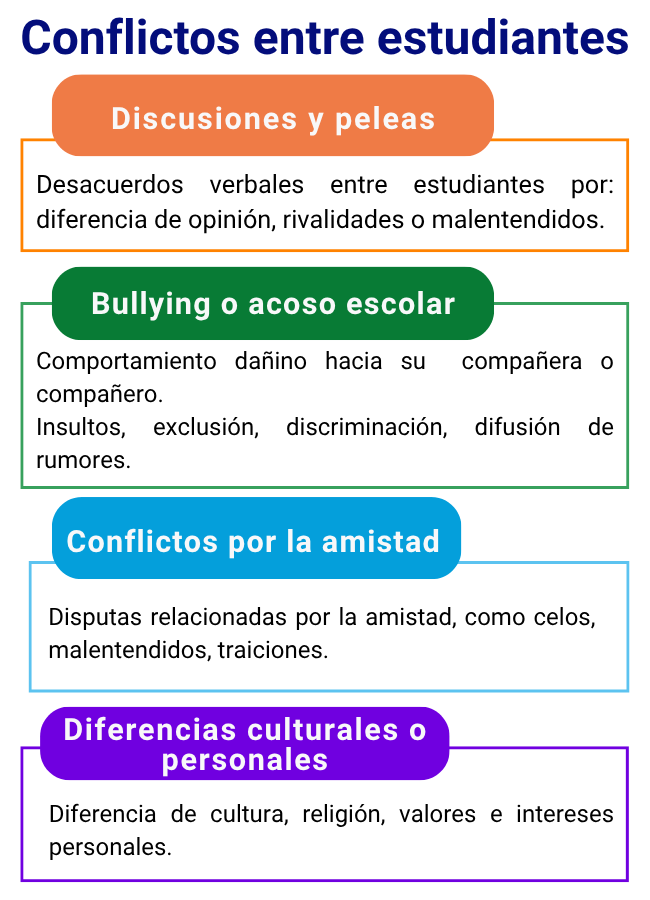 Conflictos entre estudiantes
Discusiones y peleas
Desacuerdos verbales entre estudiantes por:
diferencia de opinión, rivalidades o malentendidos.
Bullying o acoso escolar
Comportamiento dañino hacia su compañera o
compañero.
Insultos, exclusión, discriminación, difusión de
rumores.
Conflictos por la amistad
Disputas relacionadas por la amistad, como celos,
malentendidos, traiciones.
Diferencias culturales o
personales
Diferencia de cultura, religión, valores e intereses
personales.